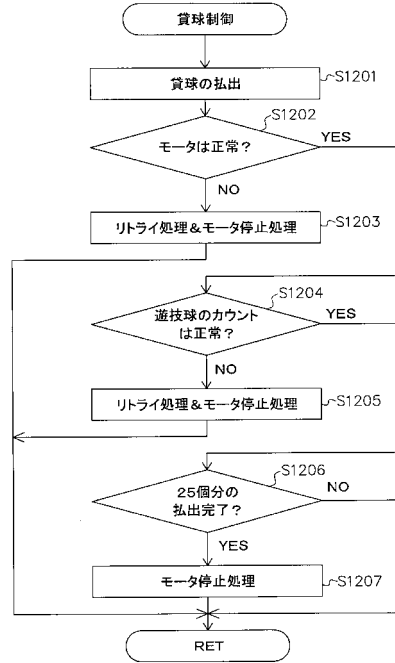 貸球制御
貸球の払出
S1201
モータは正常？
S1202
YES
NO
リトライ処理＆モータ停止処理
S1203
遊技球のカウント
は正常？
S1204
YES
NO
リトライ処理＆モータ停止処理
S1205
25個分の
払出完了？
S1206
NO
YES
モータ停止処理
S1207
RET